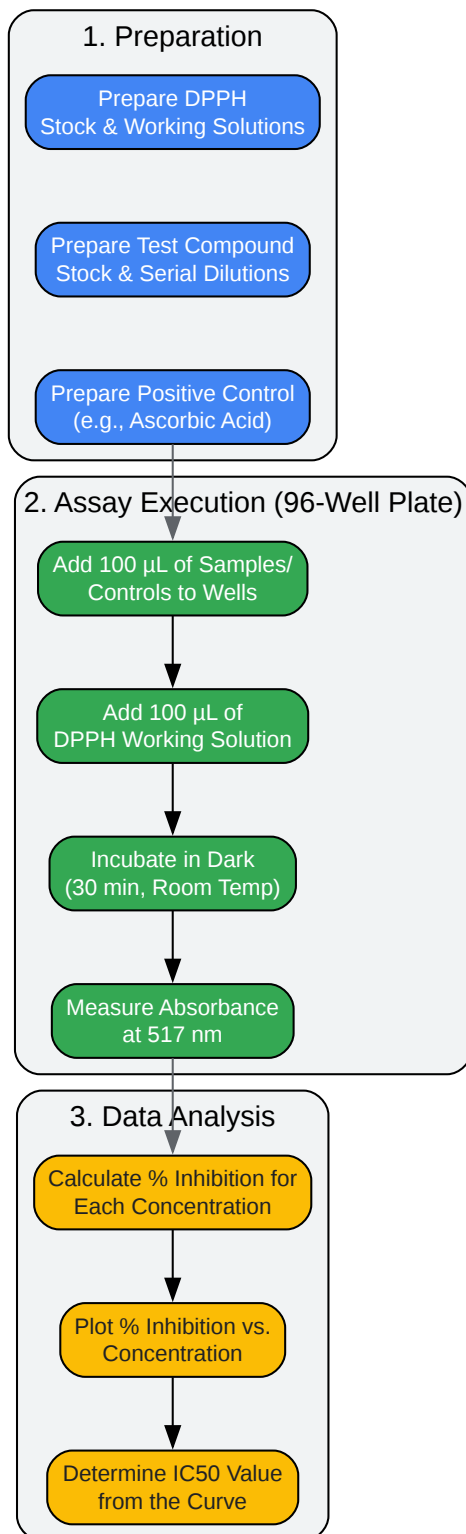 1. Preparation
Prepare DPPH
Stock & Working Solutions
Prepare Test Compound
Stock & Serial Dilutions
Prepare Positive Control
(e.g., Ascorbic Acid)
2. Assay Execution (96-Well Plate)
Add 100 µL of Samples/
Controls to Wells
Add 100 µL of
DPPH Working Solution
Incubate in Dark
(30 min, Room Temp)
Measure Absorbance
at 517 nm
3. Data Analysis
Calculate % Inhibition for
Each Concentration
Plot % Inhibition vs.
Concentration
Determine IC50 Value
from the Curve